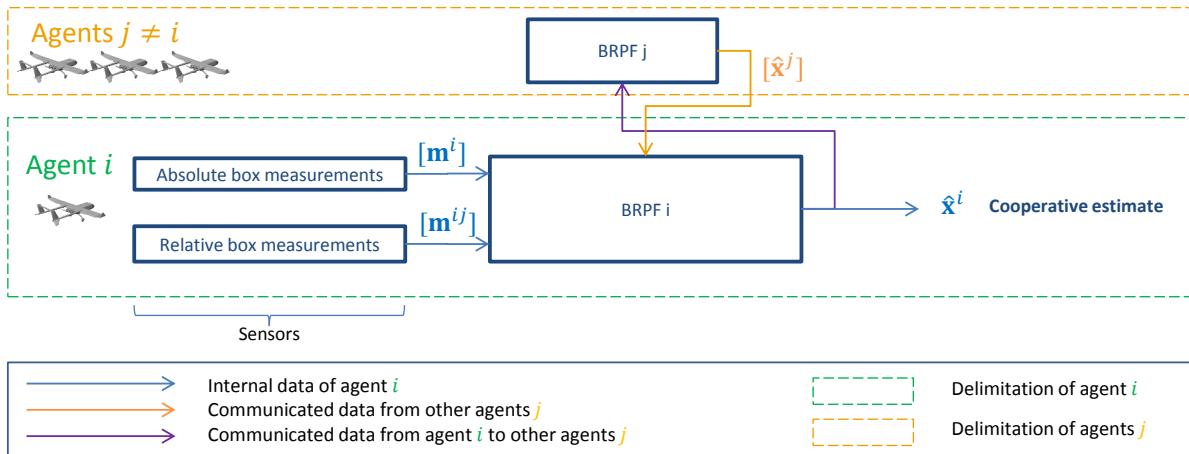 Agents j ≠ i
BRPF j
[x̂ʲ]
Agent i
Absolute box measurements
[mⁱ]
BRPF i
x̂ⁱ Cooperative estimate
Relative box measurements
[mⁱʲ]
Sensors
Internal data of agent i
Communicated data from other agents j
Communicated data from agent i to other agents j
Delimitation of agent i
Delimitation of agents j